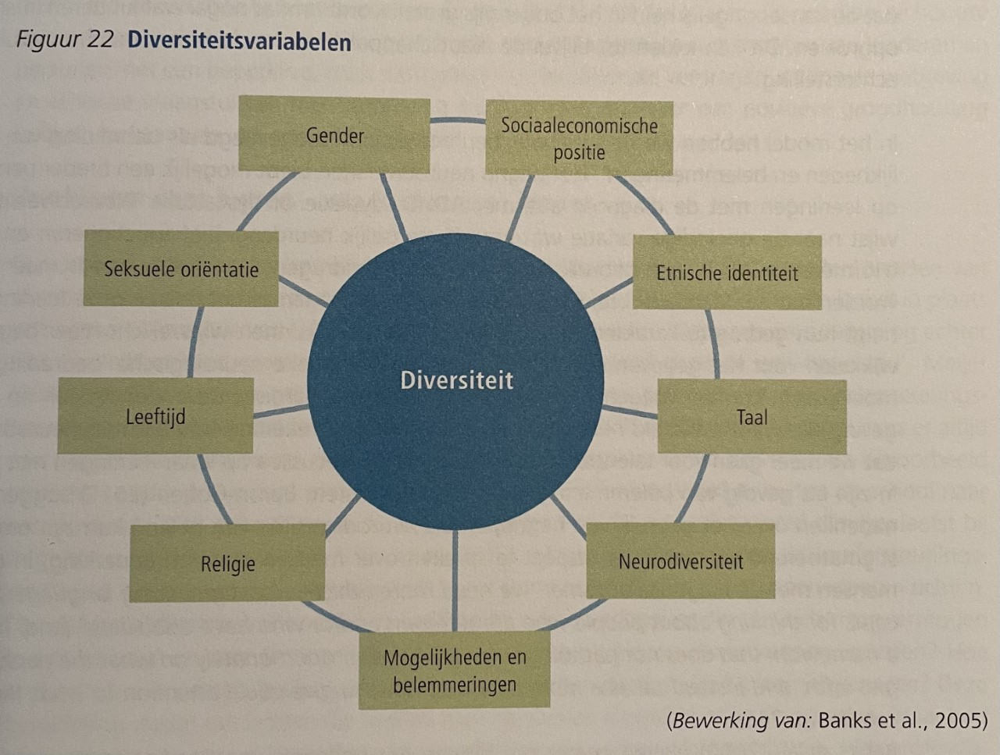 Figuur 22 Diversiteitsvariabelen
Gender
Sociaaleconomische
positie
Seksuele oriëntatie
Etnische identiteit
Diversiteit
Leeftijd
Taal
Religie
Neurodiversiteit
Mogelijkheden en
belemmeringen
(Bewerking van: Banks et al., 2005)